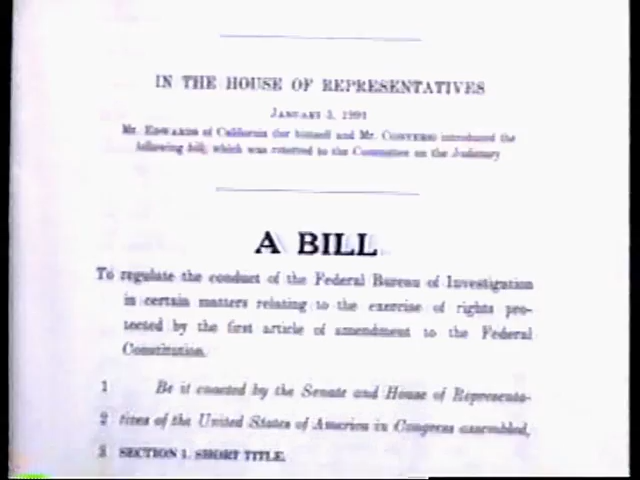 IN THE HOUSE OF REPRESENTATIVES
JANUARY 3, 1991
Mr. EDWARDS of California (for himself and Mr. CONYERS) introduced the
following bill; which was referred to the Committee on the Judiciary
A BILL
To regulate the conduct of the Federal Bureau of Investigation
in certain matters relating to the exercise of rights pro-
tected by the first article of amendment to the Federal
Constitution.
1 Be it enacted by the Senate and House of Representa-
2 tives of the United States of America in Congress assembled,
3 SECTION 1. SHORT TITLE.